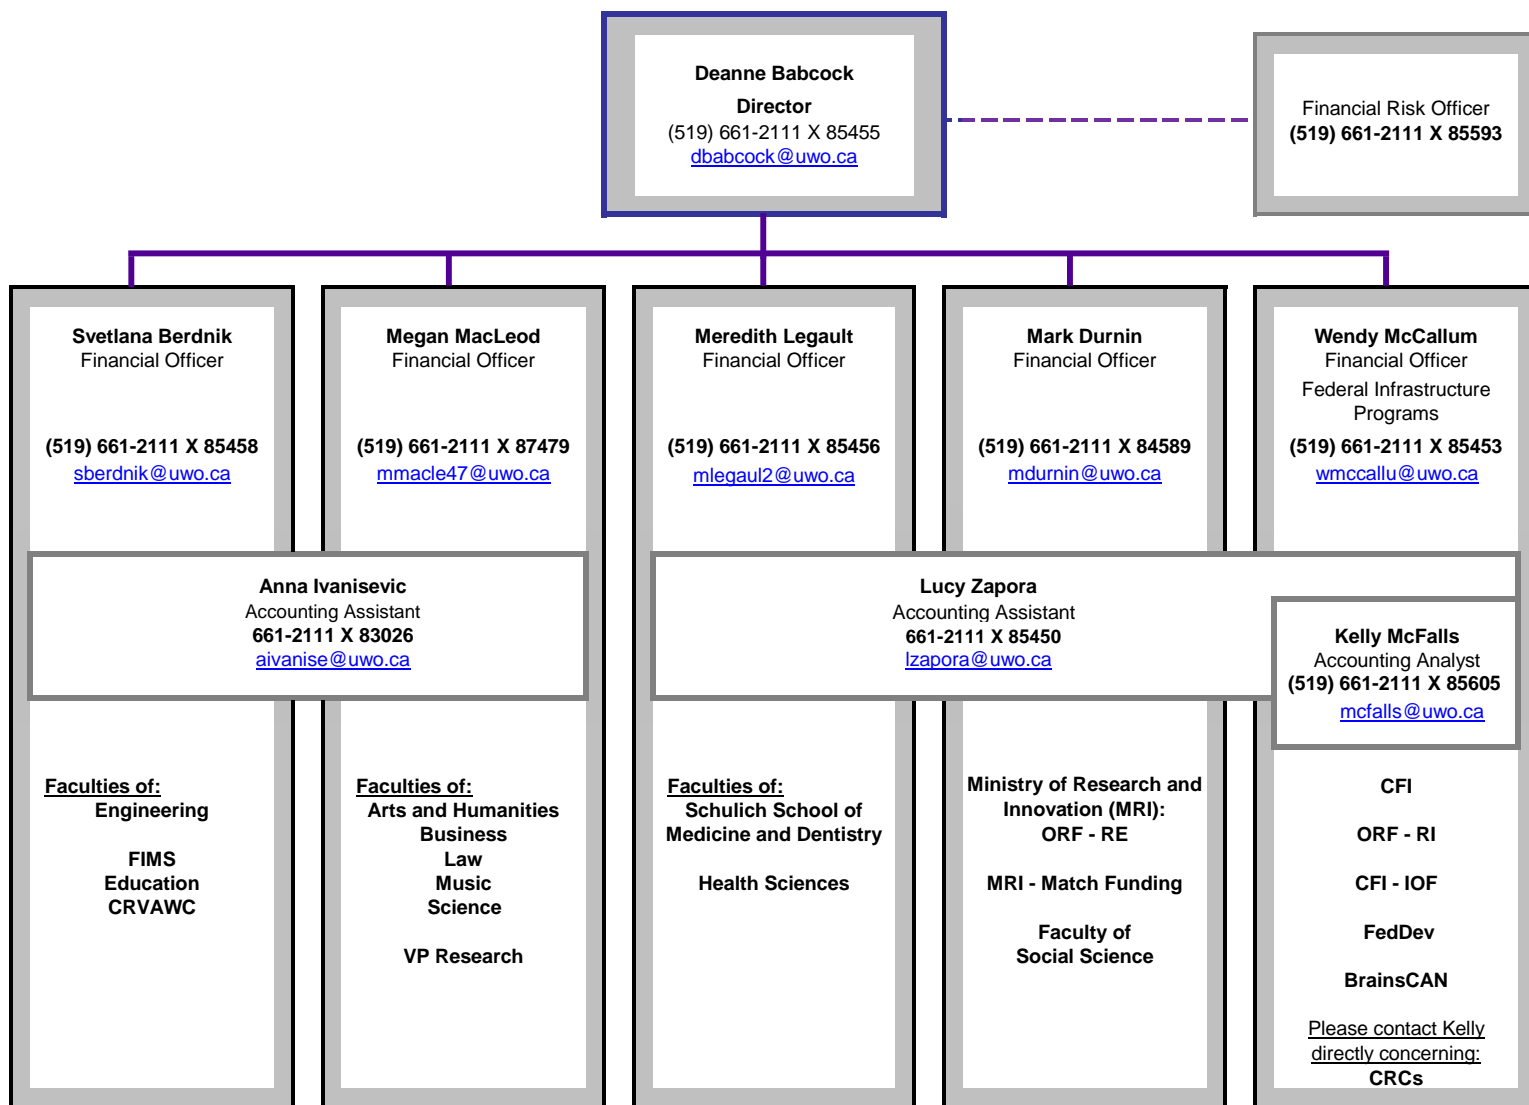 Deanne Babcock
Director
(519) 661-2111 X 85455
dbabcock@uwo.ca
Financial Risk Officer
(519) 661-2111 X 85593
Svetlana Berdnik
Financial Officer
(519) 661-2111 X 85458
sberdnik@uwo.ca
Megan MacLeod
Financial Officer
(519) 661-2111 X 87479
mmacle47@uwo.ca
Meredith Legault
Financial Officer
(519) 661-2111 X 85456
mlegaul2@uwo.ca
Mark Durnin
Financial Officer
(519) 661-2111 X 84589
mdurnin@uwo.ca
Wendy McCallum
Financial Officer
Federal Infrastructure
Programs
(519) 661-2111 X 85453
wmccallu@uwo.ca
Anna Ivanisevic
Accounting Assistant
661-2111 X 83026
aivanise@uwo.ca
Lucy Zapora
Accounting Assistant
661-2111 X 85450
lzapora@uwo.ca
Kelly McFalls
Accounting Analyst
(519) 661-2111 X 85605
mcfalls@uwo.ca
Faculties of:
Engineering
FIMS
Education
CRVAWC
Faculties of:
Arts and Humanities
Business
Law
Music
Science
VP Research
Faculties of:
Schulich School of
Medicine and Dentistry
Health Sciences
Ministry of Research and
Innovation (MRI):
ORF - RE
MRI - Match Funding
Faculty of
Social Science
CFI
ORF - RI
CFI - IOF
FedDev
BrainsCAN
Please contact Kelly
directly concerning:
CRCs